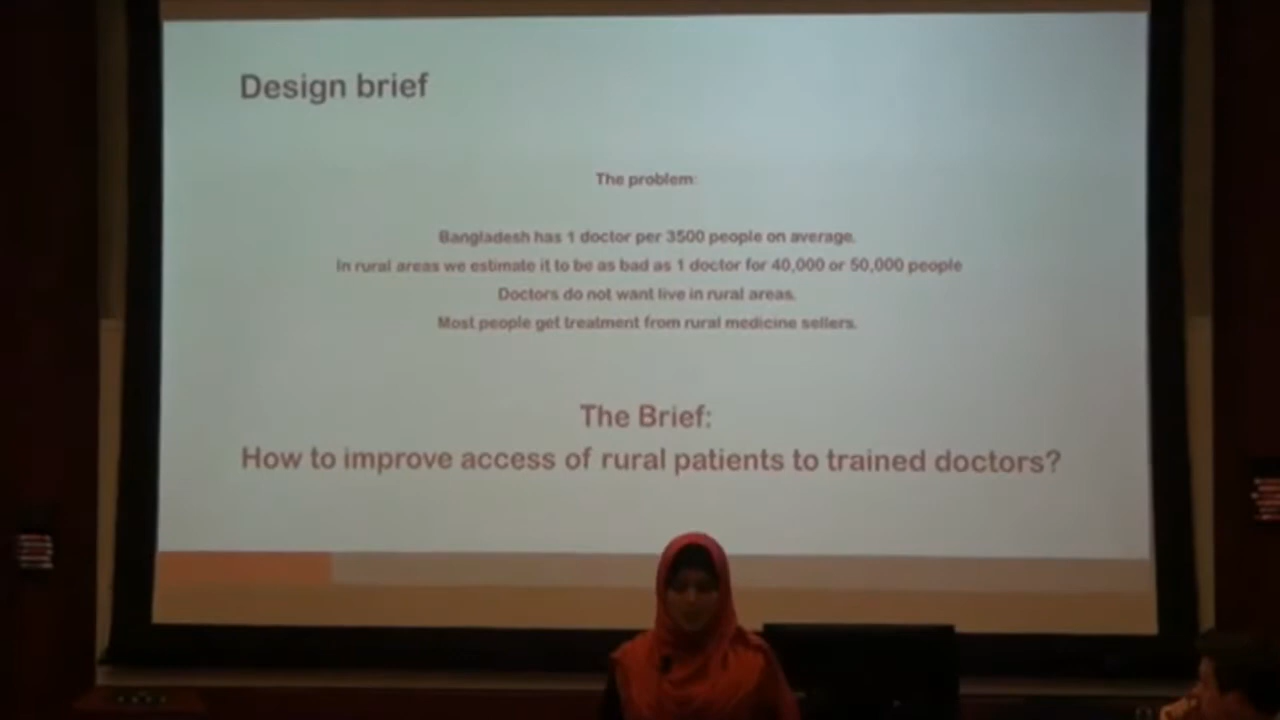 Design brief
The problem:
Bangladesh has 1 doctor per 3500 people on average.
In rural areas we estimate it to be as bad as 1 doctor for 40,000 or 50,000 people
Doctors do not want live in rural areas.
Most people get treatment from rural medicine sellers.
The Brief:
How to improve access of rural patients to trained doctors?